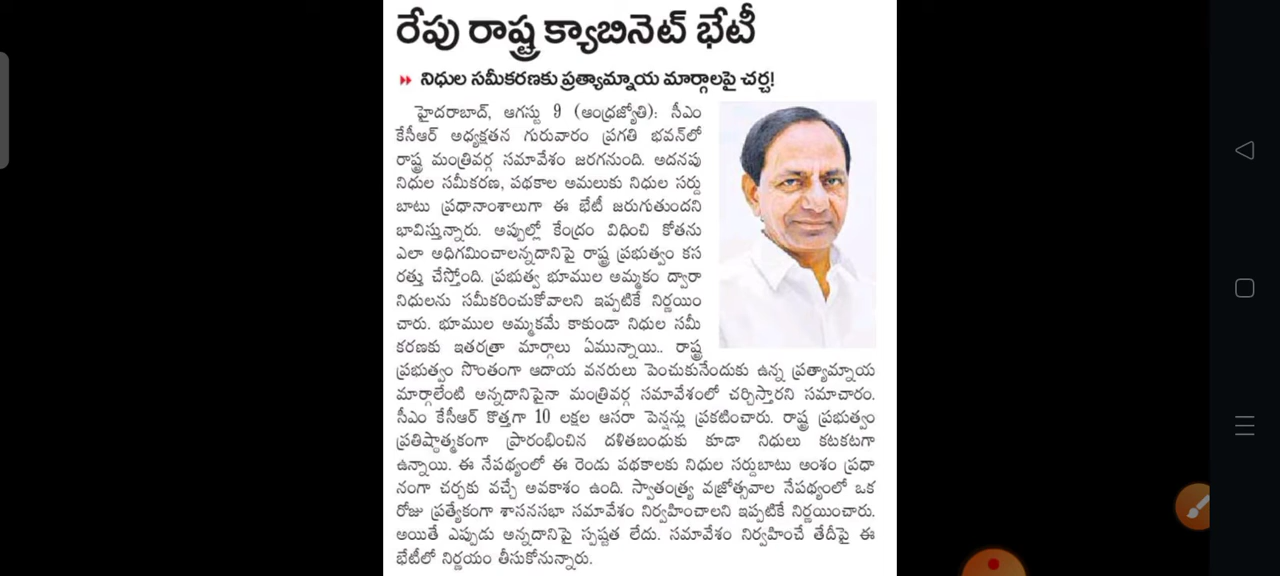 రేపు రాష్ట్ర క్యాబినెట్ భేటీ
నిధుల సమీకరణకు ప్రత్యామ్నాయ మార్గాలపై చర్చ!
హైదరాబాద్, ఆగస్టు 9 (ఆంధ్రజ్యోతి): సీఎం
కేసీఆర్ అధ్యక్షతన గురువారం ప్రగతి భవన్‌లో
రాష్ట్ర మంత్రివర్గ సమావేశం జరగనుంది. అదనపు
నిధుల సమీకరణ, పథకాల అమలుకు నిధుల సర్దు
బాటు ప్రధానాంశాలుగా ఈ భేటీ జరుగుతుందని
భావిస్తున్నారు. అప్పుల్లో కేంద్రం విధించి కోతను
ఎలా అధిగమించాలన్నదానిపై రాష్ట్ర ప్రభుత్వం కస
రత్తు చేస్తోంది. ప్రభుత్వ భూముల అమ్మకం ద్వారా
నిధులను సమీకరించుకోవాలని ఇప్పటికే నిర్ణయిం
చారు. భూముల అమ్మకమే కాకుండా నిధుల సమీ
కరణకు ఇతరత్రా మార్గాలు ఏమున్నాయి.. రాష్ట్ర
ప్రభుత్వం సొంతంగా ఆదాయ వనరులు పెంచుకునేందుకు ఉన్న ప్రత్యామ్నాయ
మార్గాలేంటి అన్నదానిపైనా మంత్రివర్గ సమావేశంలో చర్చిస్తారని సమాచారం.
సీఎం కేసీఆర్ కొత్తగా 10 లక్షల ఆసరా పెన్షన్లు ప్రకటించారు. రాష్ట్ర ప్రభుత్వం
ప్రతిష్ఠాత్మకంగా ప్రారంభించిన దళితబంధుకు కూడా నిధులు కటకటగా
ఉన్నాయి. ఈ నేపథ్యంలో ఈ రెండు పథకాలకు నిధుల సర్దుబాటు అంశం ప్రధా
నంగా చర్చకు వచ్చే అవకాశం ఉంది. స్వాతంత్ర్య వజ్రోత్సవాల నేపథ్యంలో ఒక
రోజు ప్రత్యేకంగా శాసనసభా సమావేశం నిర్వహించాలని ఇప్పటికే నిర్ణయించారు.
అయితే ఎప్పుడు అన్నదానిపై స్పష్టత లేదు. సమావేశం నిర్వహించే తేదీపై ఈ
భేటీలో నిర్ణయం తీసుకోనున్నారు.